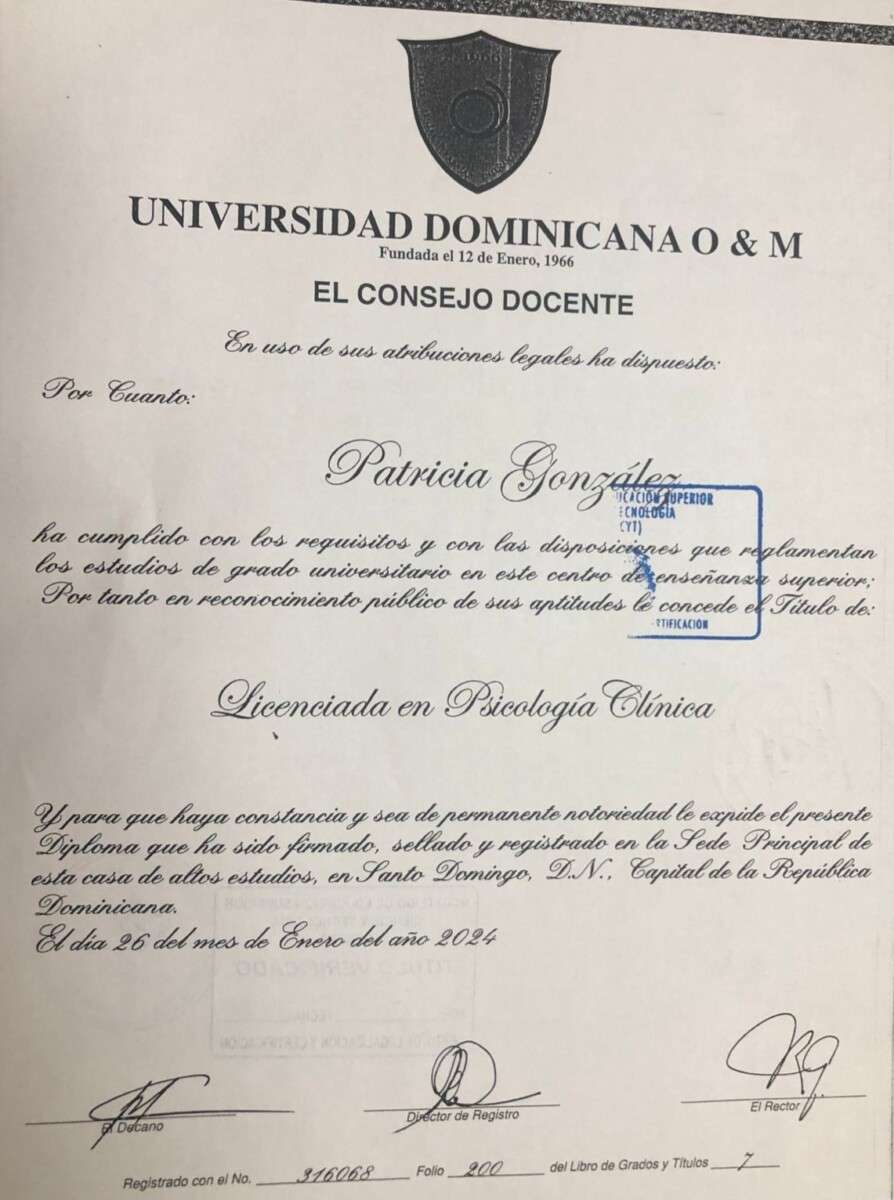 UNIVERSIDAD DOMINICANA O & M
Fundada el 12 de Enero, 1966
EL CONSEJO DOCENTE
En uso de sus atribuciones legales ha dispuesto:
Por Cuanto:
Patricia González
UCACIÓN SUPERIOR
ECNOLOGÍA
CYT)
ha cumplido con los requisitos y con las disposiciones que reglamentan
los estudios de grado universitario en este centro de enseñanza superior;
Por tanto en reconocimiento público de sus aptitudes le concede el Titulo de:
RTIFICACIÓN
Licenciada en Psicología Clínica
Y para que haya constancia y sea de permanente notoriedad le expide el presente
Diploma que ha sido firmado, sellado y registrado en la Sede Principal de
esta casa de altos estudios, en Santo Domingo, D.N., Capital de la República
Dominicana.
El día 26 del mes de Enero del año 2024
El Decano
Director de Registro
El Rector
Registrado con el No. 316068 Folio 200 del Libro de Grados y Títulos 7